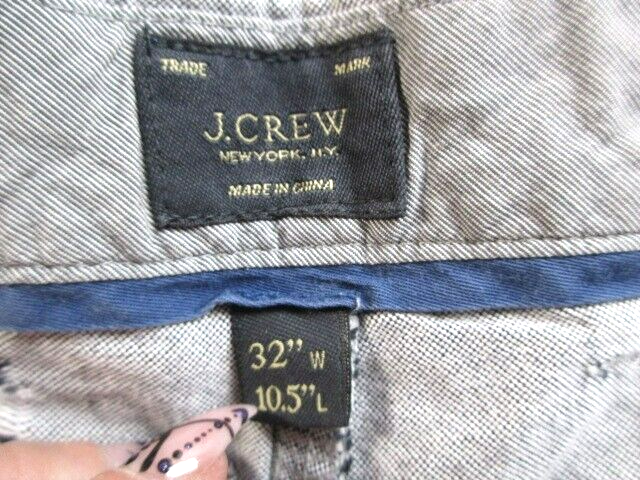 TRADE MARK
J.CREW
NEW YORK, N.Y.
MADE IN CHINA
32" W
10.5" L